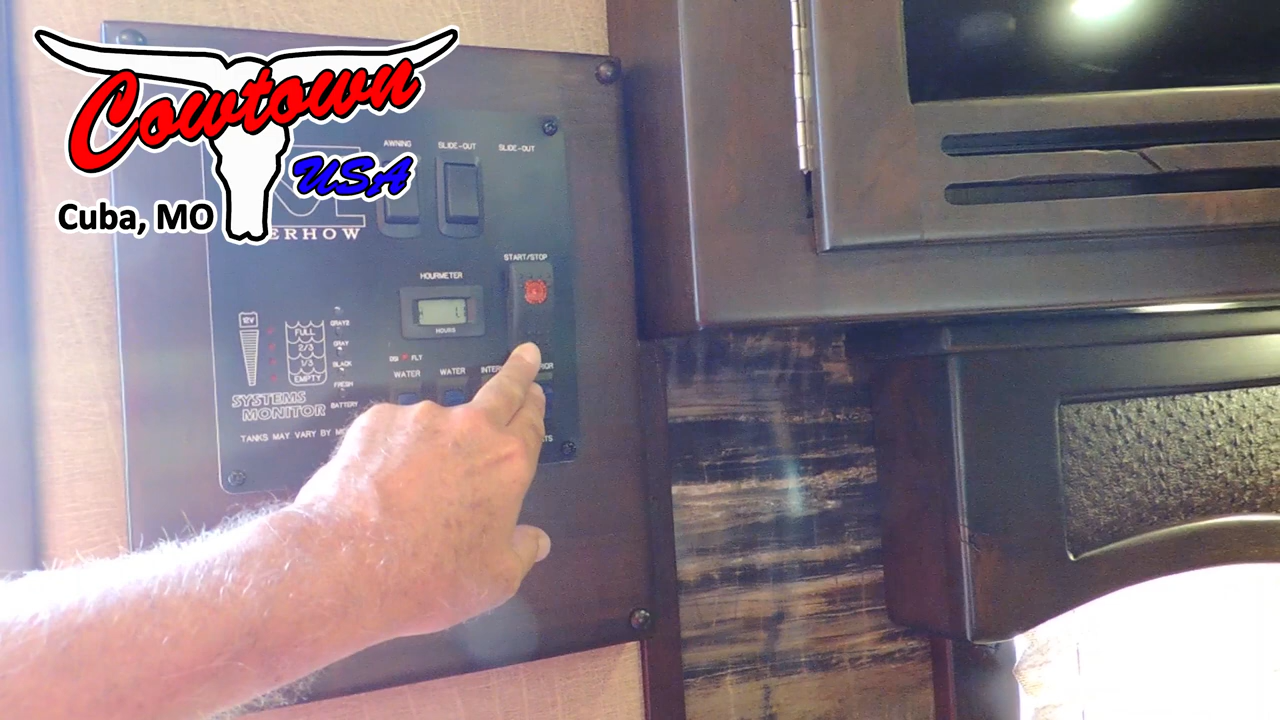 Cowtown
USA
Cuba, MO
AWNING
SLIDE-OUT
SLIDE-OUT
ERHOW
START/STOP
HOURMETER
HOURS
12V
FULL
2/3
1/3
EMPTY
GRAY2
GRAY
BLACK
FRESH
BATTERY
FLT
WATER
WATER
SYSTEMS
MONITOR
TANKS MAY VARY BY